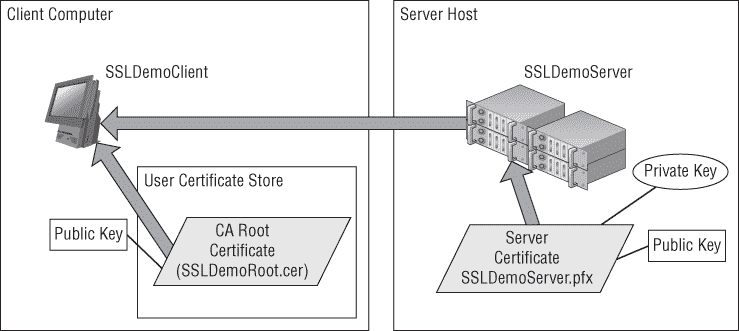 Client Computer
SSLDemoClient
User Certificate Store
Public Key
CA Root
Certificate
(SSLDemoRoot.cer)
Server Host
SSLDemoServer
Private Key
Server
Certificate
SSLDemoServer.pfx
Public Key